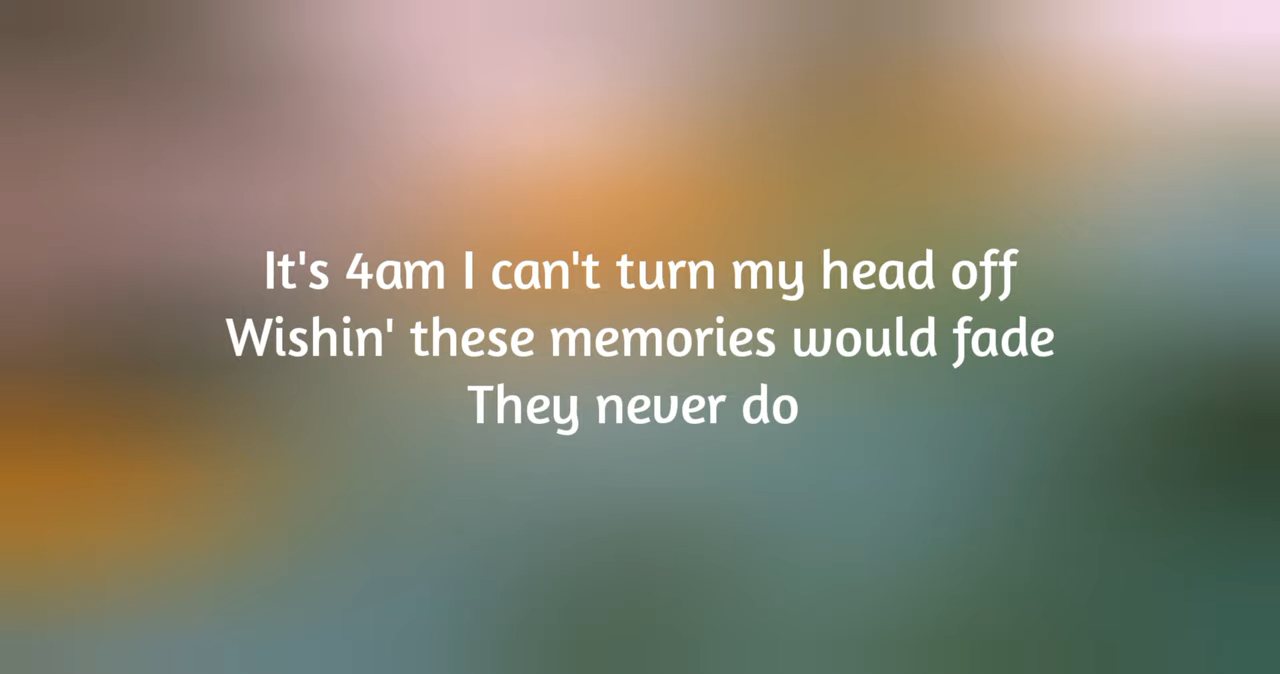 It's 4am I can't turn my head off
Wishin' these memories would fade
They never do